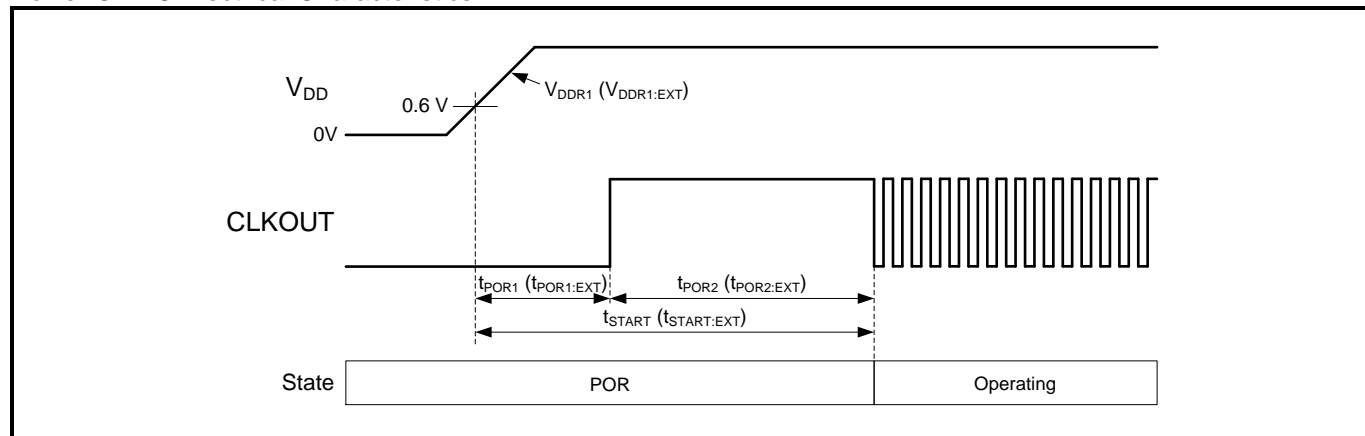 V_DD
0.6 V
V_DDR1 (V_DDR1:EXT)
0V
CLKOUT
t_POR1 (t_POR1:EXT)
t_POR2 (t_POR2:EXT)
t_START (t_START:EXT)
State
POR
Operating